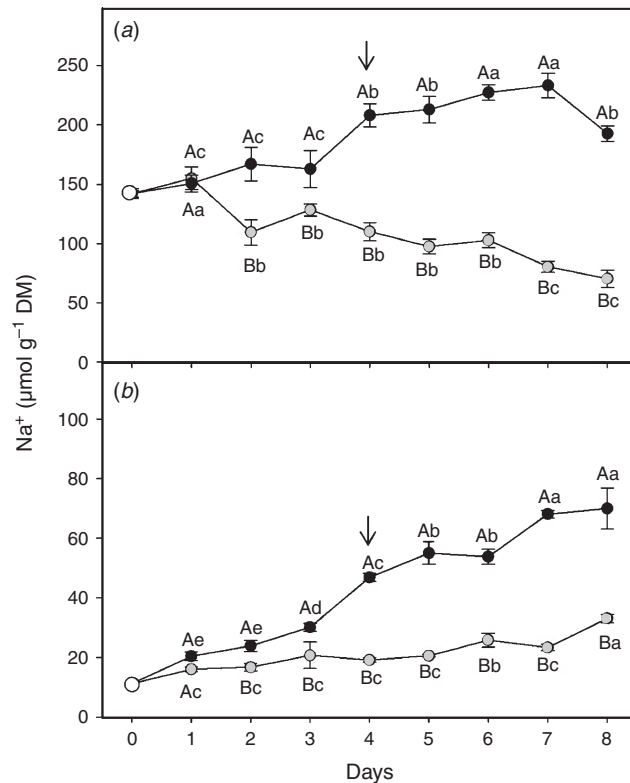 (a)
250
200
150
100
50
0
Ac
Ac
Ac
Ab
Ab
Aa
Aa
Ab
Aa
Bb
Bb
Bb
Bb
Bb
Bc
Bc
Na⁺ (µmol g⁻¹ DM)
(b)
100
80
60
40
20
0
Ae
Ae
Ad
Ac
Ab
Ab
Aa
Aa
Ac
Bc
Bc
Bc
Bc
Bb
Bc
Ba
0 1 2 3 4 5 6 7 8
Days